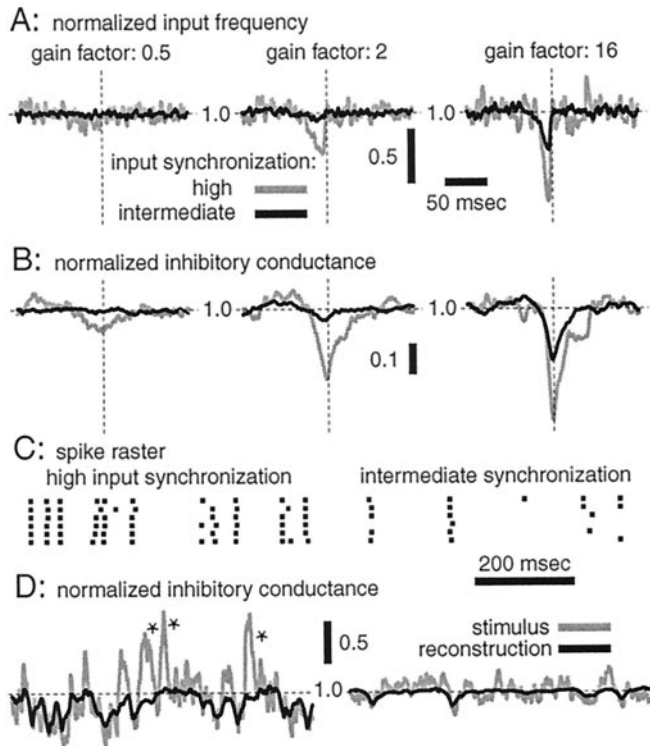 A: normalized input frequency
gain factor: 0.5 gain factor: 2 gain factor: 16
1.0 1.0
input synchronization:
high
intermediate
0.5
50 msec
B: normalized inhibitory conductance
1.0 1.0
0.1
C: spike raster
high input synchronization intermediate synchronization
200 msec
D: normalized inhibitory conductance
* * *
0.5
stimulus
reconstruction
1.0